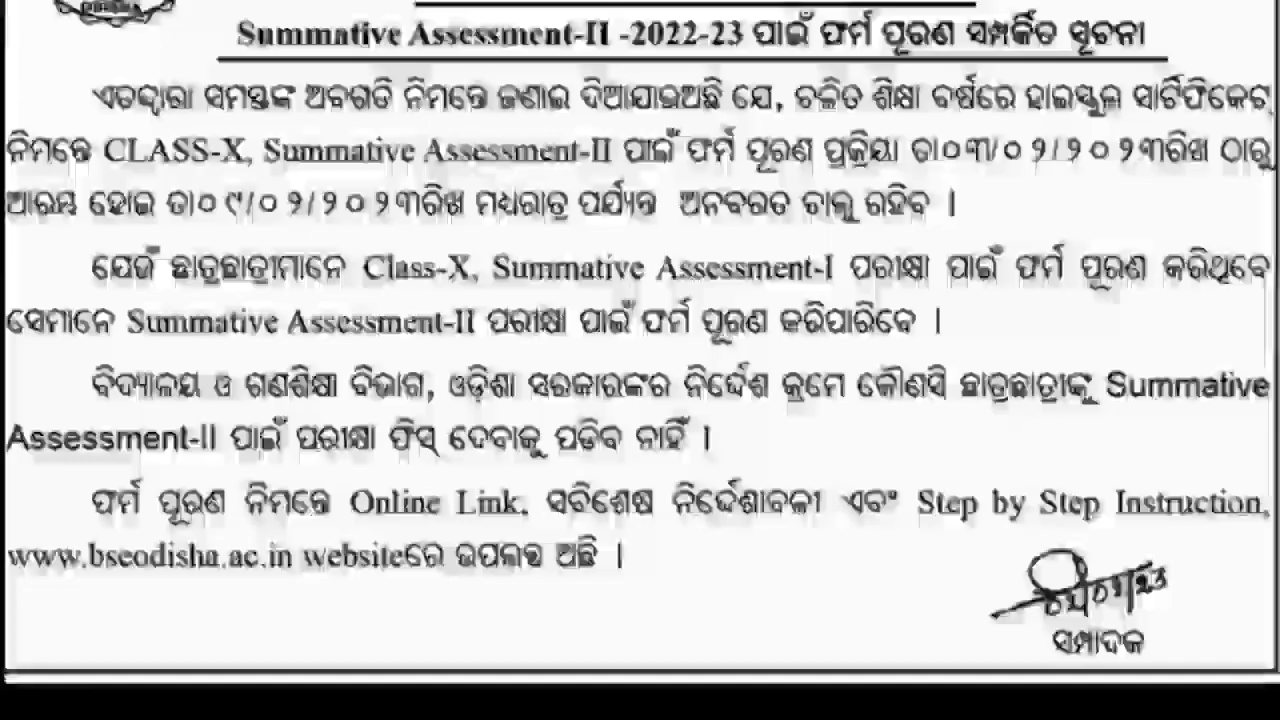 ODISHA
Summative Assessment-II -2022-23 ପାଇଁ ଫର୍ମ ପୂରଣ ସମ୍ପର୍କିତ ସୂଚନା
ଏତଦ୍ଦ୍ୱାରା ସମସ୍ତଙ୍କ ଅବଗତି ନିମନ୍ତେ ଜଣାଇ ଦିଆଯାଉଅଛି ଯେ, ଚଳିତ ଶିକ୍ଷା ବର୍ଷରେ ହାଇସ୍କୁଲ ସାର୍ଟିଫିକେଟ୍
ନିମନ୍ତେ CLASS-X, Summative Assessment-II ପାଇଁ ଫର୍ମ ପୂରଣ ପ୍ରକ୍ରିୟା ତା୦୩/୦୨/୨୦୨୩ରିଖ ଠାରୁ
ଆରମ୍ଭ ହୋଇ ତା୦୯/୦୨/୨୦୨୩ରିଖ ମଧ୍ୟରାତ୍ର ପର୍ଯ୍ୟନ୍ତ ଅନବରତ ଚାଲୁ ରହିବ ।
ଯେଉଁ ଛାତ୍ରଛାତ୍ରୀମାନେ Class-X, Summative Assessment-I ପରୀକ୍ଷା ପାଇଁ ଫର୍ମ ପୂରଣ କରିଥିବେ
ସେମାନେ Summative Assessment-II ପରୀକ୍ଷା ପାଇଁ ଫର୍ମ ପୂରଣ କରିପାରିବେ ।
ବିଦ୍ୟାଳୟ ଓ ଗଣଶିକ୍ଷା ବିଭାଗ, ଓଡ଼ିଶା ସରକାରଙ୍କର ନିର୍ଦ୍ଦେଶ କ୍ରମେ କୌଣସି ଛାତ୍ରଛାତ୍ରୀଙ୍କୁ Summative
Assessment-II ପାଇଁ ପରୀକ୍ଷା ଫିସ୍ ଦେବାକୁ ପଡିବ ନାହିଁ ।
ଫର୍ମ ପୂରଣ ନିମନ୍ତେ Online Link, ସବିଶେଷ ନିର୍ଦ୍ଦେଶାବଳୀ ଏବଂ Step by Step Instruction,
www.bseodisha.ac.in websiteରେ ଉପଲବ୍ଧ ଅଛି ।
ସମ୍ପାଦକ